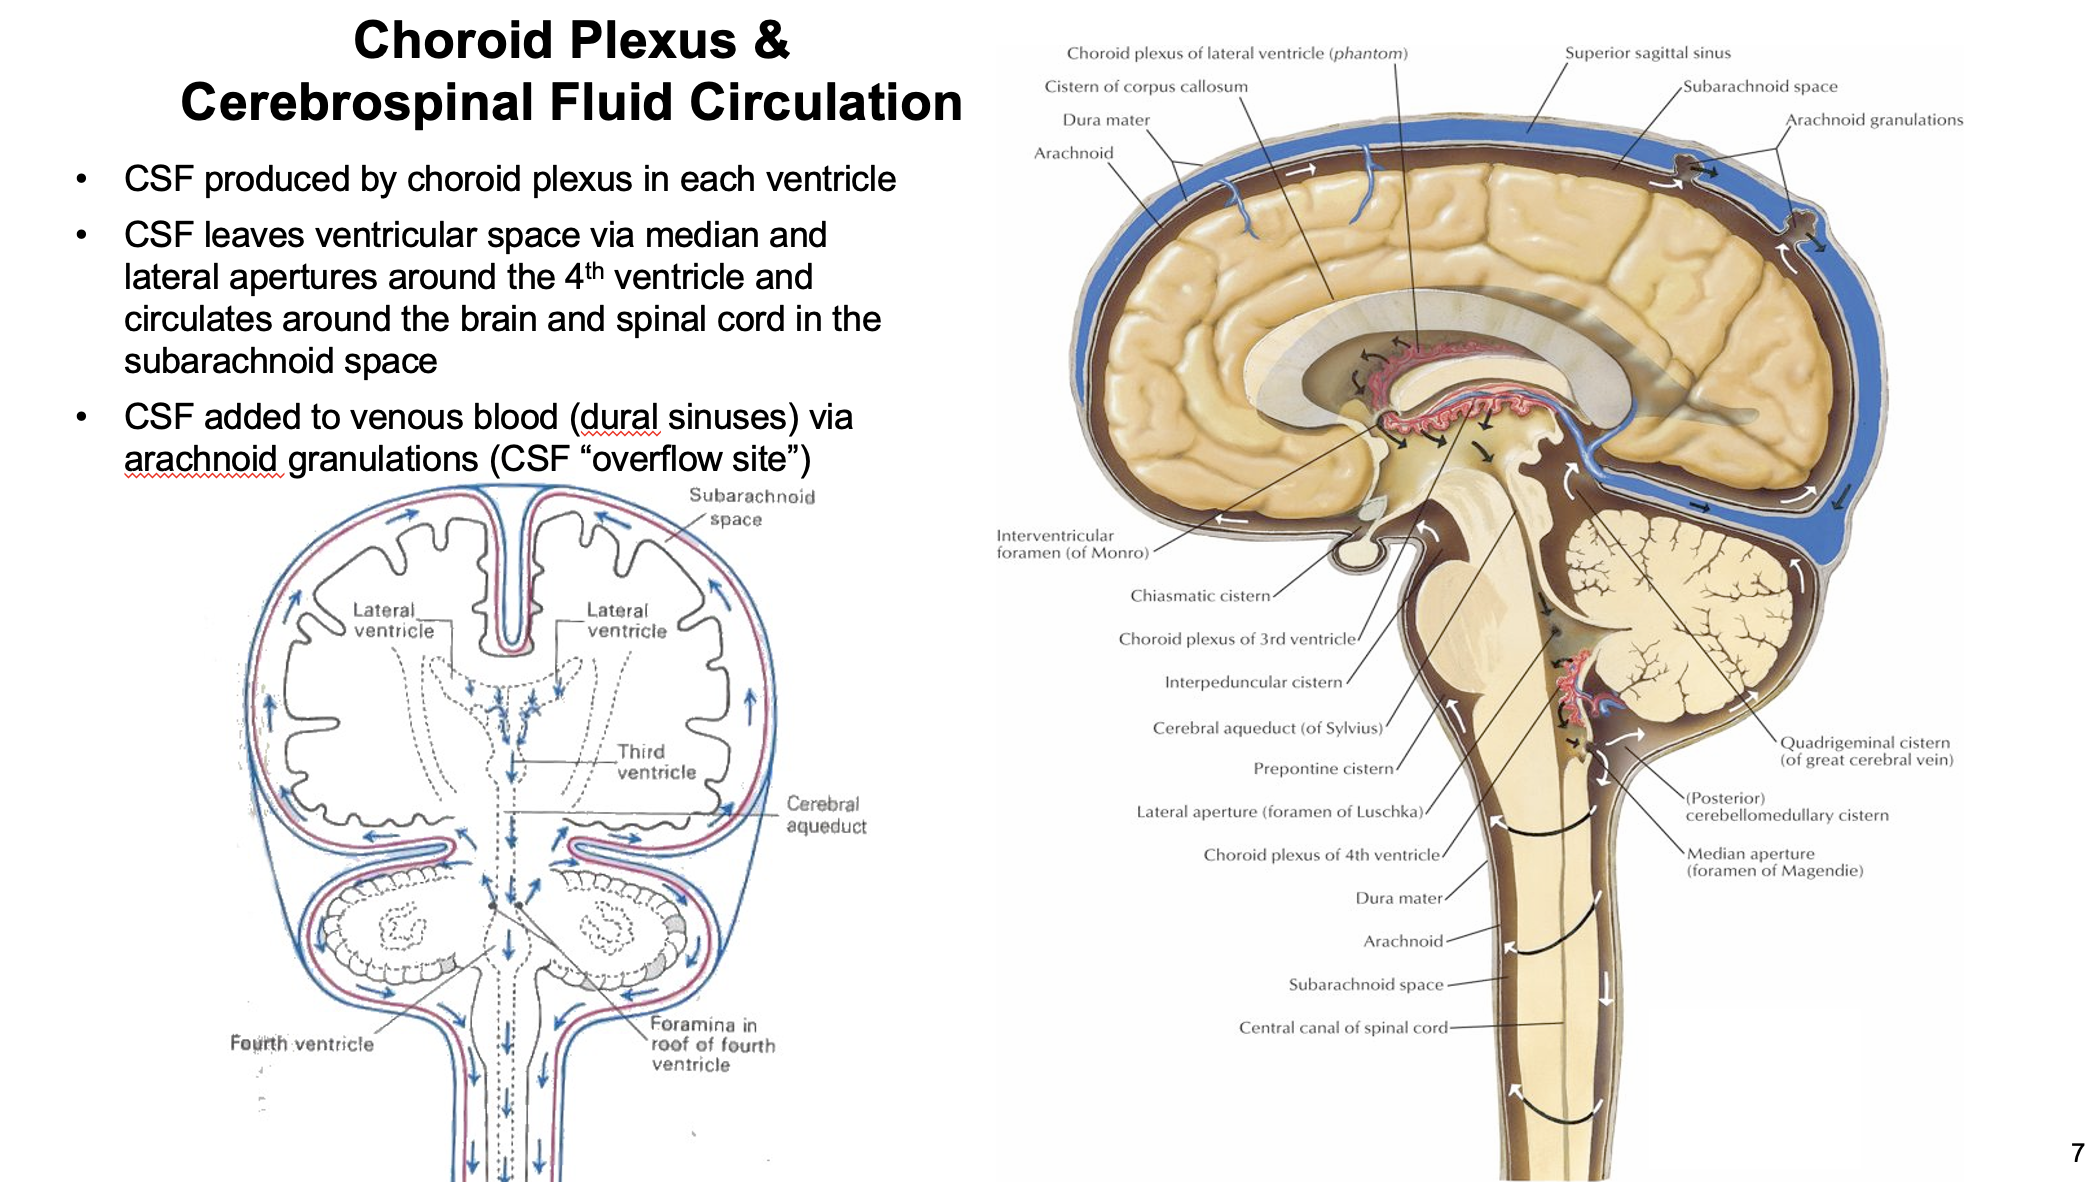 Choroid Plexus &
Cerebrospinal Fluid Circulation
• CSF produced by choroid plexus in each ventricle
• CSF leaves ventricular space via median and
lateral apertures around the 4th ventricle and
circulates around the brain and spinal cord in the
subarachnoid space
• CSF added to venous blood (dural sinuses) via
arachnoid granulations (CSF “overflow site”)
Subarachnoid
space
Lateral
ventricle
Lateral
ventricle
Third
ventricle
Cerebral
aqueduct
Fourth ventricle
Foramina in
roof of fourth
ventricle
Choroid plexus of lateral ventricle (phantom)
Cistern of corpus callosum
Dura mater
Arachnoid
Superior sagittal sinus
Subarachnoid space
Arachnoid granulations
Interventricular
foramen (of Monro)
Chiasmatic cistern
Choroid plexus of 3rd ventricle
Interpeduncular cistern
Cerebral aqueduct (of Sylvius)
Prepontine cistern
Lateral aperture (foramen of Luschka)
Choroid plexus of 4th ventricle
Dura mater
Arachnoid
Subarachnoid space
Central canal of spinal cord
Quadrigeminal cistern
(of great cerebral vein)
(Posterior)
cerebellomedullary cistern
Median aperture
(foramen of Magendie)
7